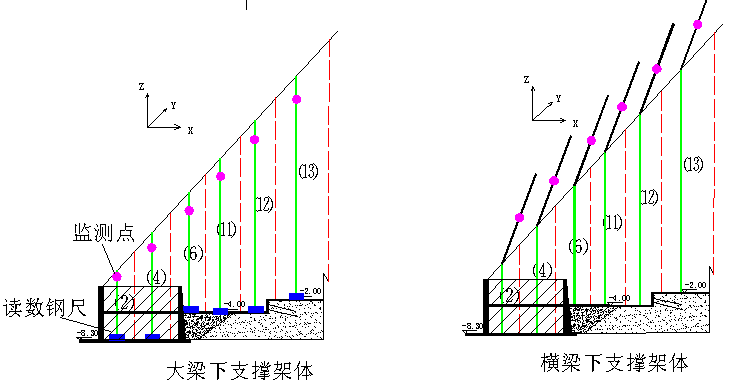 Z
Y
X
(13)
(12)
(11)
(6)
监测点
(4)
(2)
读数钢尺
-4.00
-2.00
N
-8.30
大梁下支撑架体
Z
Y
X
(13)
(12)
(11)
(6)
(4)
(2)
-4.00
-2.00
N
-8.30
横梁下支撑架体